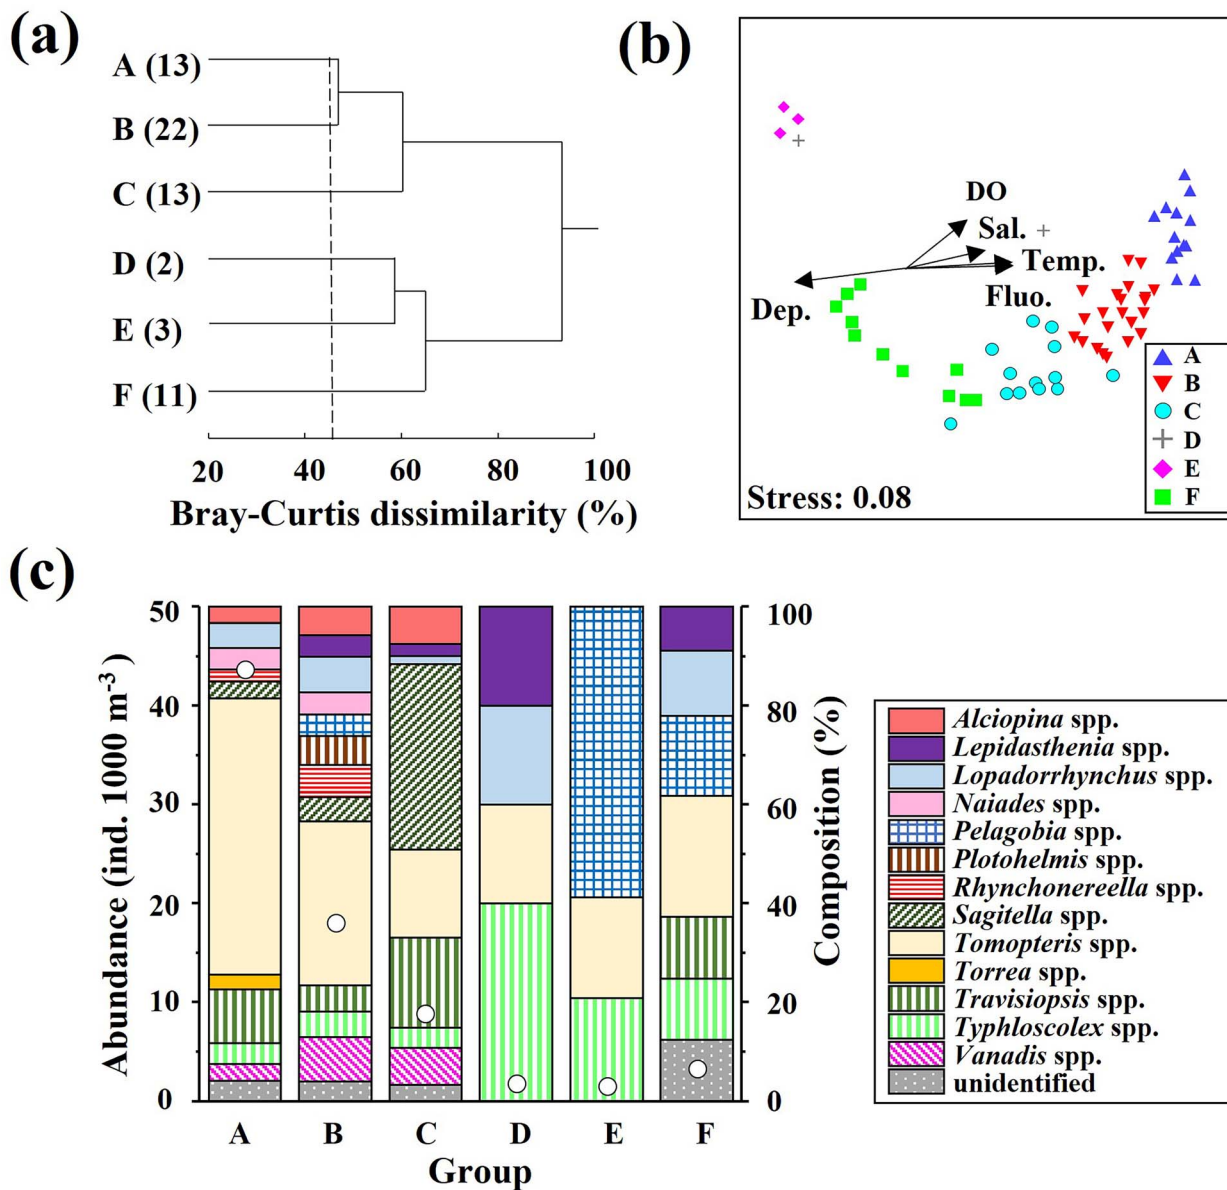 (a)
A (13)
B (22)
C (13)
D (2)
E (3)
F (11)
20 40 60 80 100
Bray-Curtis dissimilarity (%)
(b)
DO
Sal.
Temp.
Fluo.
Dep.
A
B
C
D
E
F
Stress: 0.08
(c)
50
40
30
20
10
0
Abundance (ind. 1000 m⁻³)
100
80
60
40
20
0
Composition (%)
A B C D E F
Group
Alciopina spp.
Lepidasthenia spp.
Lopadorrhynchus spp.
Naiades spp.
Pelagobia spp.
Plotohelmis spp.
Rhynchonereella spp.
Sagitella spp.
Tomopteris spp.
Torrea spp.
Travisiopsis spp.
Typhloscolex spp.
Vanadis spp.
unidentified